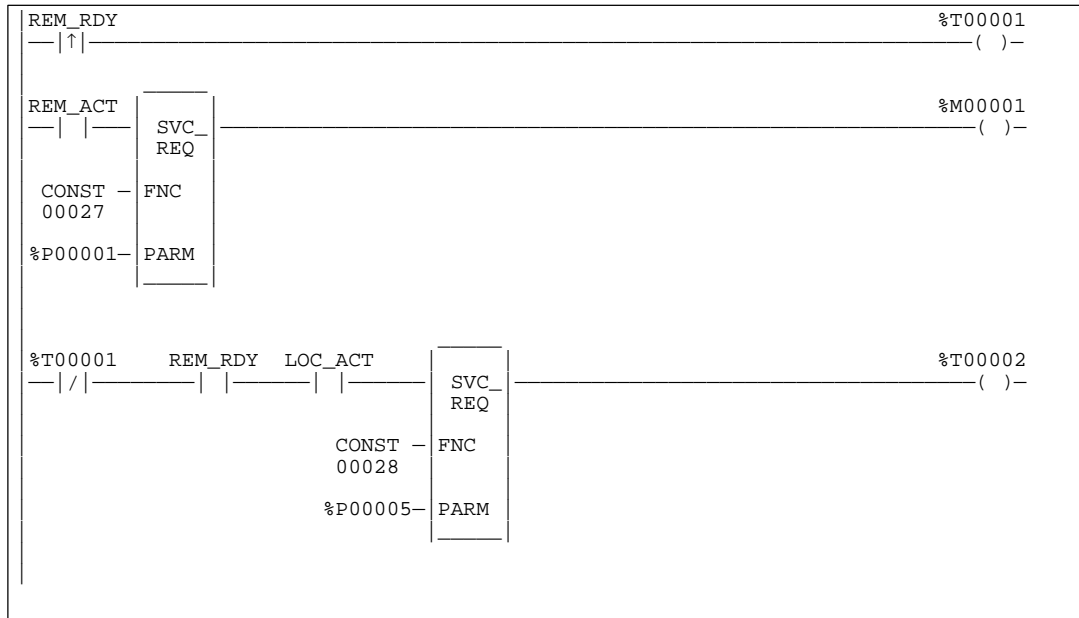 REM_RDY %T00001
↑ ( )
REM_ACT %M00001
SVC_ ( )
REQ
CONST FNC
00027
%P00001 PARM
%T00001 REM_RDY LOC_ACT %T00002
/ SVC_ ( )
REQ
CONST FNC
00028
%P00005 PARM